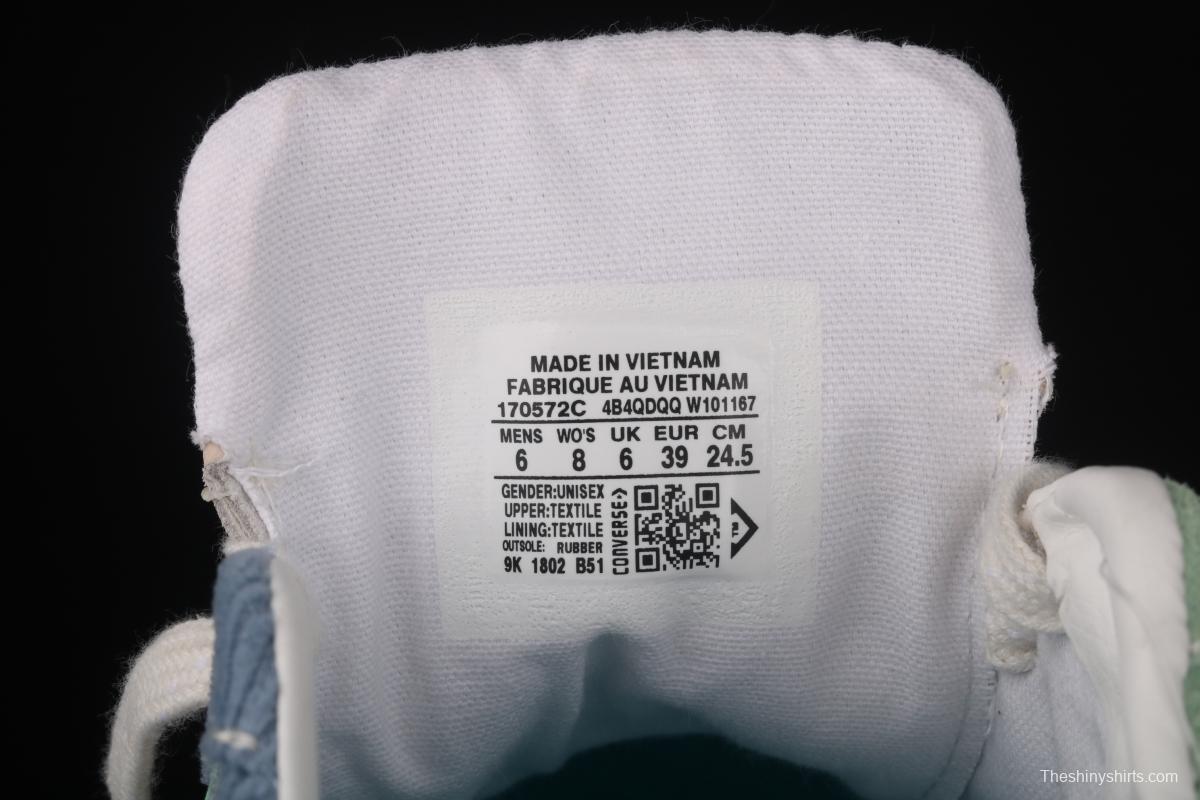 MADE IN VIETNAM
FABRIQUE AU VIETNAM
170572C 4B4QDQQ W101167
MENS WO'S UK EUR CM
6 8 6 39 24.5
GENDER:UNISEX
UPPER:TEXTILE
LINING:TEXTILE
OUTSOLE: RUBBER
9K 1802 B51
CONVERSE
Theshinyshirts.com